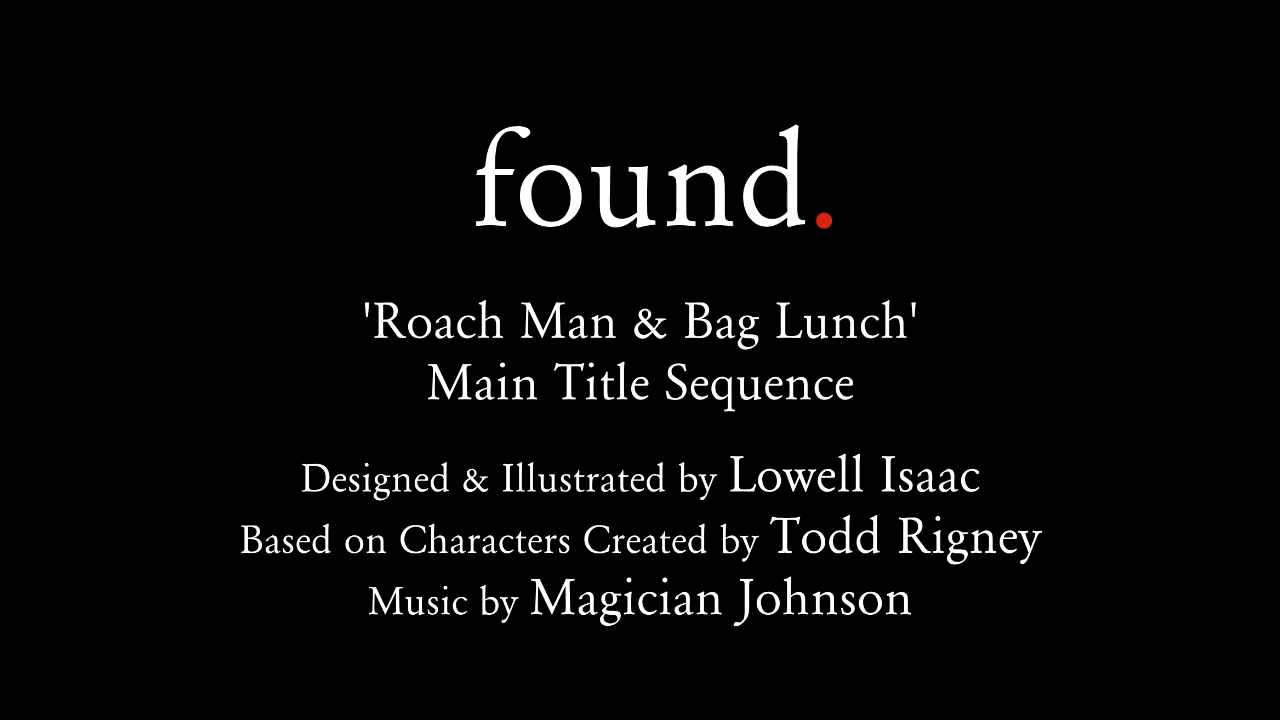 found.
'Roach Man & Bag Lunch'
Main Title Sequence
Designed & Illustrated by Lowell Isaac
Based on Characters Created by Todd Rigney
Music by Magician Johnson